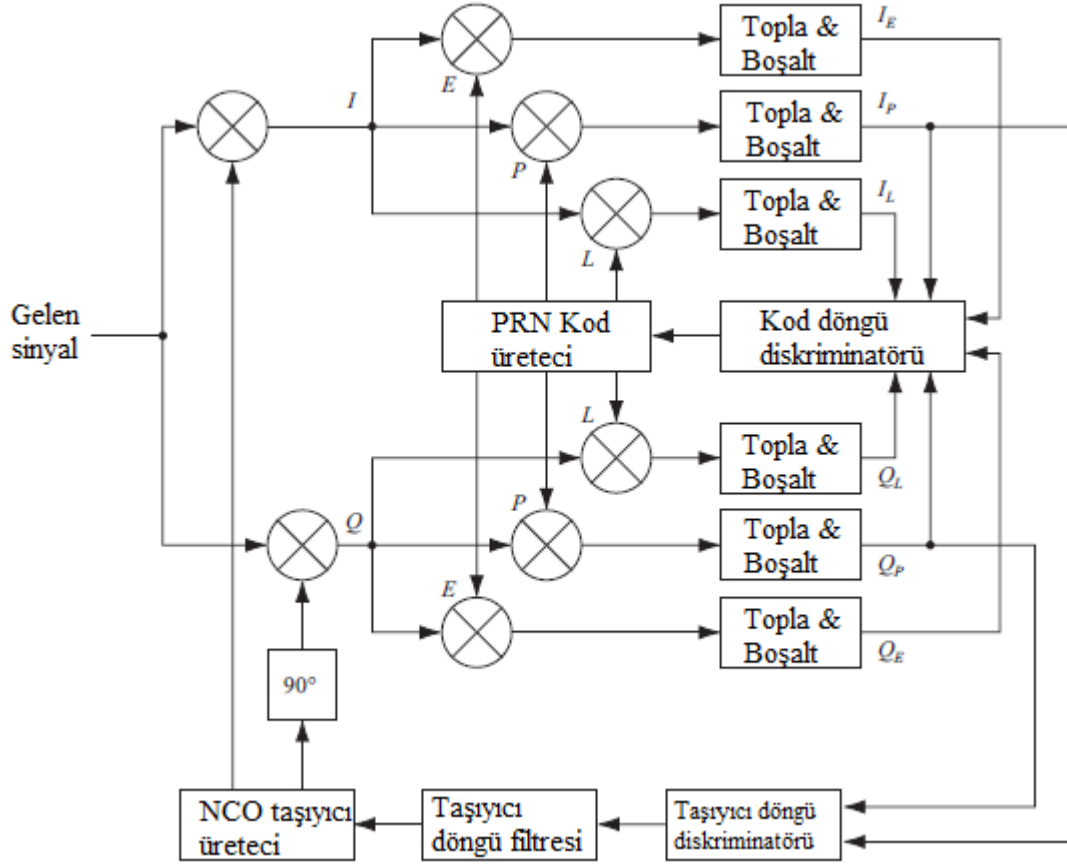 Topla &
Boşalt
I_E
E
I
Topla &
Boşalt
I_P
P
Topla &
Boşalt
I_L
L
Gelen
sinyal
PRN Kod
üreteci
Kod döngü
diskriminatörü
L
Topla &
Boşalt
Q_L
P
Q
Topla &
Boşalt
Q_P
E
Topla &
Boşalt
Q_E
90°
NCO taşıyıcı
üreteci
Taşıyıcı
döngü filtresi
Taşıyıcı döngü
diskriminatörü